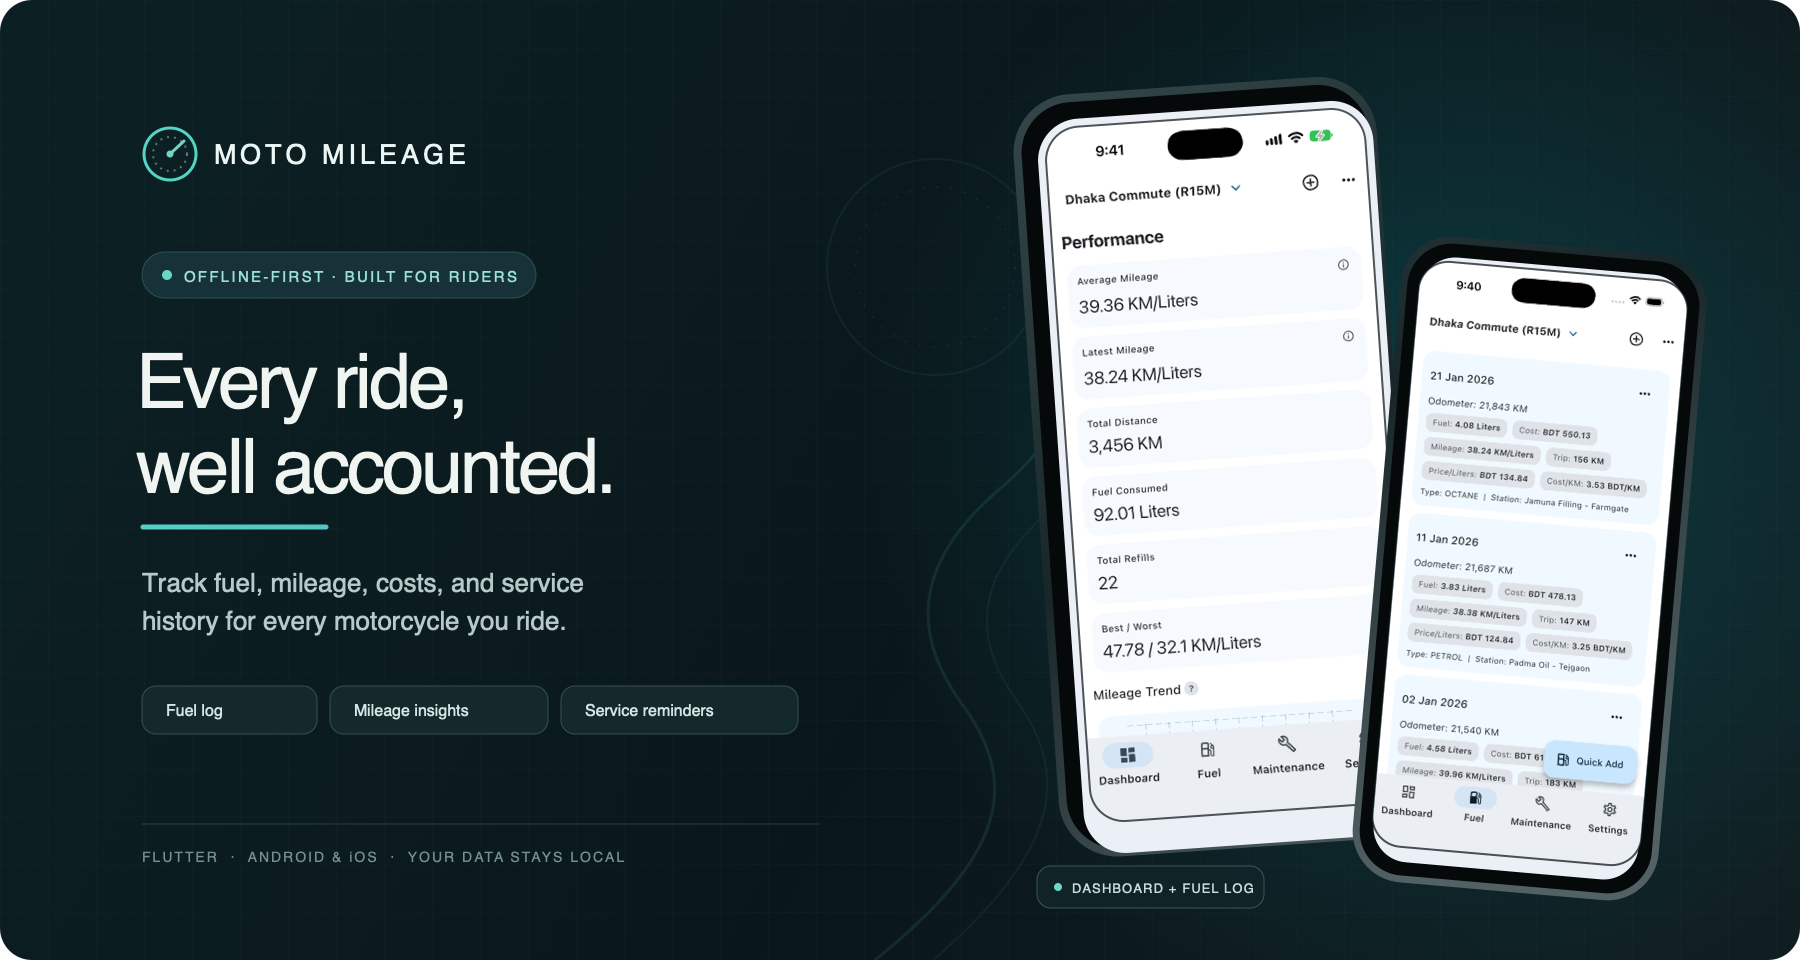 MOTO MILEAGE
OFFLINE-FIRST · BUILT FOR RIDERS
Every ride,
well accounted.
Track fuel, mileage, costs, and service
history for every motorcycle you ride.
Fuel log
Mileage insights
Service reminders
FLUTTER · ANDROID & iOS · YOUR DATA STAYS LOCAL
9:41
Dhaka Commute (R15M)
Performance
Average Mileage
39.36 KM/Liters
Latest Mileage
38.24 KM/Liters
Total Distance
3,456 KM
Fuel Consumed
92.01 Liters
Total Refills
22
Best / Worst
47.78 / 32.1 KM/Liters
Mileage Trend ?
Dashboard Fuel Maintenance Se
9:40
Dhaka Commute (R15M)
21 Jan 2026
Odometer: 21,843 KM
Fuel: 4.08 Liters Cost: BDT 550.13
Mileage: 38.24 KM/Liters Trip: 156 KM
Price/Liters: BDT 134.84 Cost/KM: 3.53 BDT/KM
Type: OCTANE | Station: Jamuna Filling - Farmgate
11 Jan 2026
Odometer: 21,687 KM
Fuel: 3.83 Liters Cost: BDT 478.13
Mileage: 38.38 KM/Liters Trip: 147 KM
Price/Liters: BDT 124.84 Cost/KM: 3.25 BDT/KM
Type: PETROL | Station: Padma Oil - Tejgaon
02 Jan 2026
Odometer: 21,540 KM
Fuel: 4.58 Liters Cost: BDT 61
Quick Add
Mileage: 39.96 KM/Liters Trip: 183 KM
Dashboard Fuel Maintenance Settings
DASHBOARD + FUEL LOG